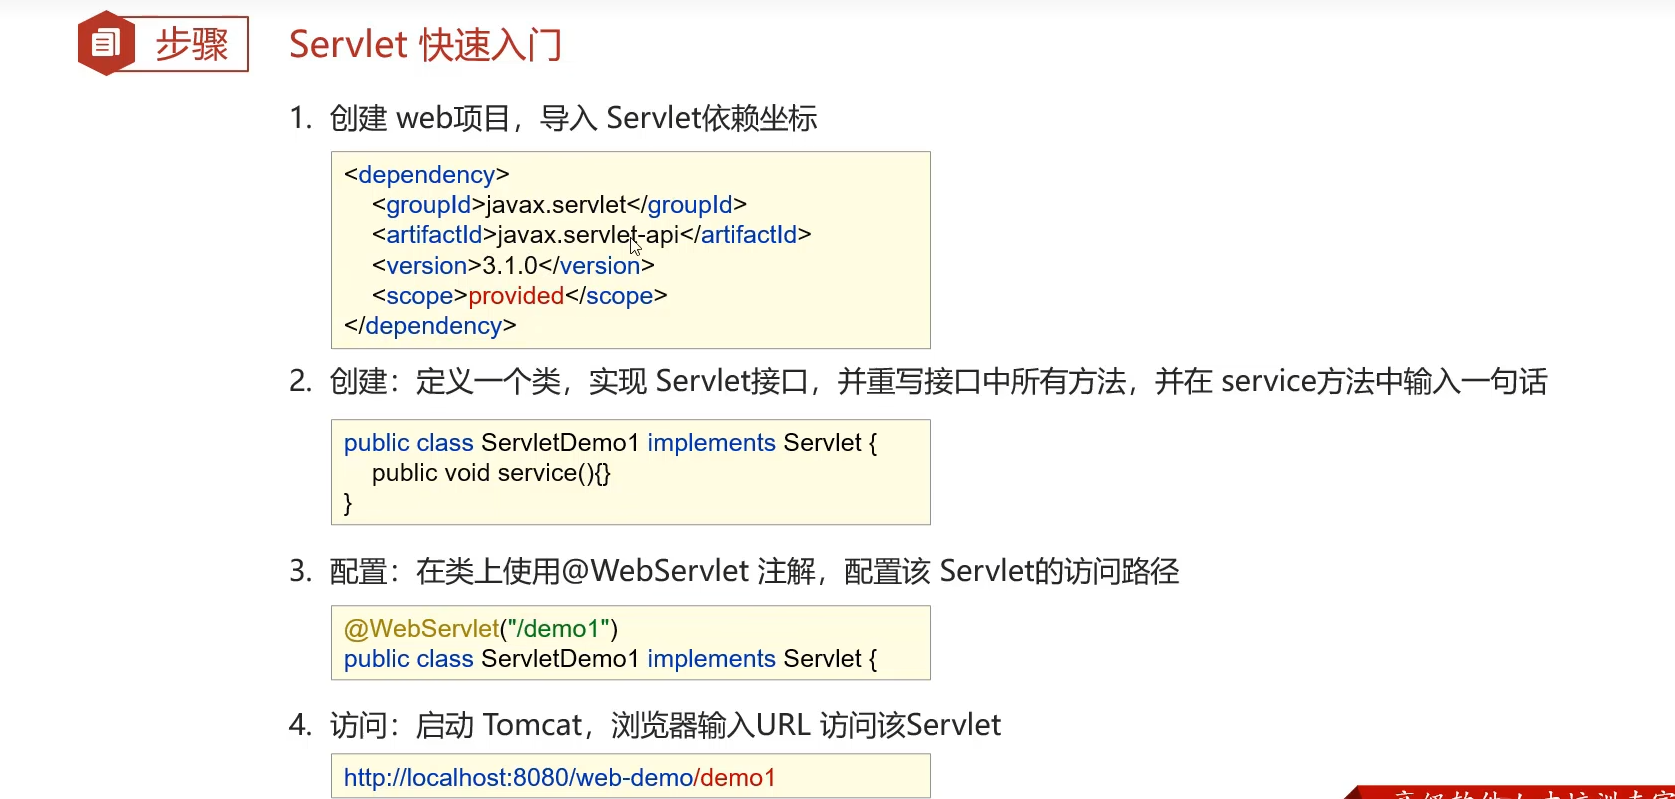 步骤
Servlet 快速入门
1. 创建 web项目，导入 Servlet依赖坐标
<dependency>
<groupId>javax.servlet</groupId>
<artifactId>javax.servlet-api</artifactId>
<version>3.1.0</version>
<scope>provided</scope>
</dependency>
2. 创建：定义一个类，实现 Servlet接口，并重写接口中所有方法，并在 service方法中输入一句话
public class ServletDemo1 implements Servlet {
public void service(){}
}
3. 配置：在类上使用@WebServlet 注解，配置该 Servlet的访问路径
@WebServlet("/demo1")
public class ServletDemo1 implements Servlet {
4. 访问：启动 Tomcat，浏览器输入URL 访问该Servlet
http://localhost:8080/web-demo/demo1